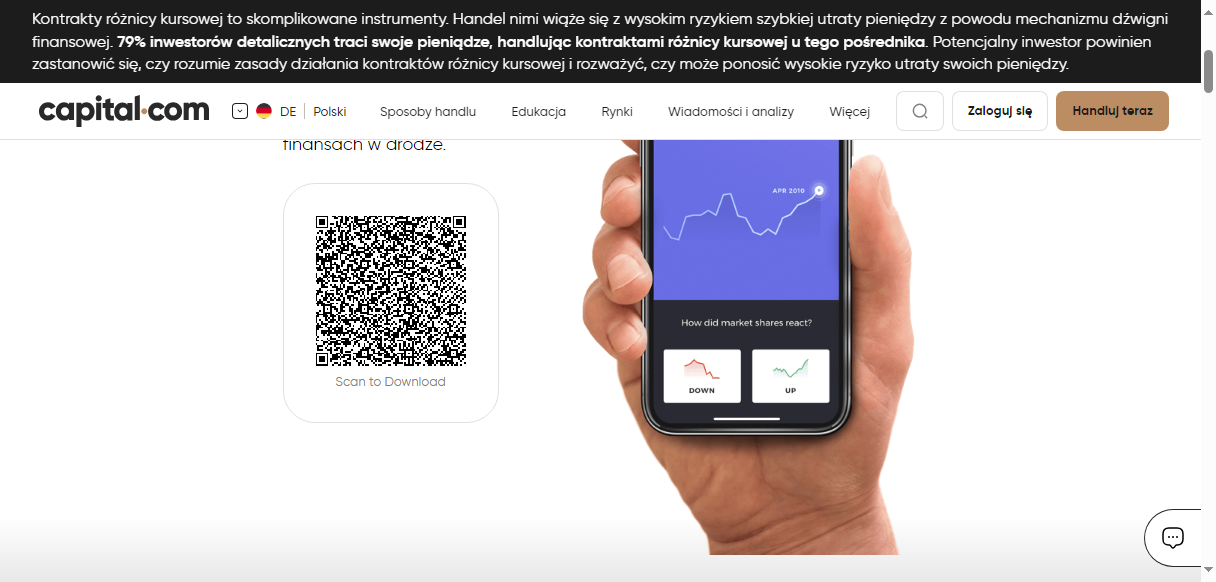 Kontrakty różnicy kursowej to skomplikowane instrumenty. Handel nimi wiąże się z wysokim ryzykiem szybkiej utraty pieniędzy z powodu mechanizmu dźwigni
finansowej. 79% inwestorów detalicznych traci swoje pieniądze, handlując kontraktami różnicy kursowej u tego pośrednika. Potencjalny inwestor powinien
zastanowić się, czy rozumie zasady działania kontraktów różnicy kursowej i rozważyć, czy może ponosić wysokie ryzyko utraty swoich pieniędzy.
capital.com DE Polski Sposoby handlu Edukacja Rynki Wiadomości i analizy Więcej Zaloguj się Handluj teraz
finansach w drodze.
Scan to Download
APR 2010
How did market shares react?
DOWN UP